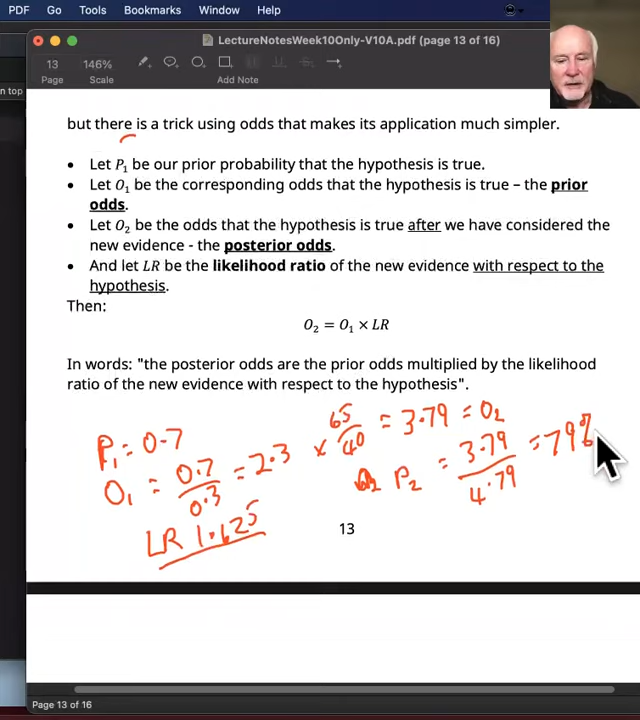 PDF Go Tools Bookmarks Window Help
LectureNotesWeek10Only-V10A.pdf (page 13 of 16)
13 146%
Page Scale Add Note
n top
but there is a trick using odds that makes its application much simpler.
• Let P₁ be our prior probability that the hypothesis is true.
• Let O₁ be the corresponding odds that the hypothesis is true – the prior
odds.
• Let O₂ be the odds that the hypothesis is true after we have considered the
new evidence - the posterior odds.
• And let LR be the likelihood ratio of the new evidence with respect to the
hypothesis.
Then:
O₂ = O₁ × LR
In words: "the posterior odds are the prior odds multiplied by the likelihood
ratio of the new evidence with respect to the hypothesis".
P₁ = 0.7
O₁ = 0.7/0.3 = 2.3 × 65/40 = 3.79 = O₂
P₂ = 3.79/4.79 = 79%
LR 1.625
13
Page 13 of 16